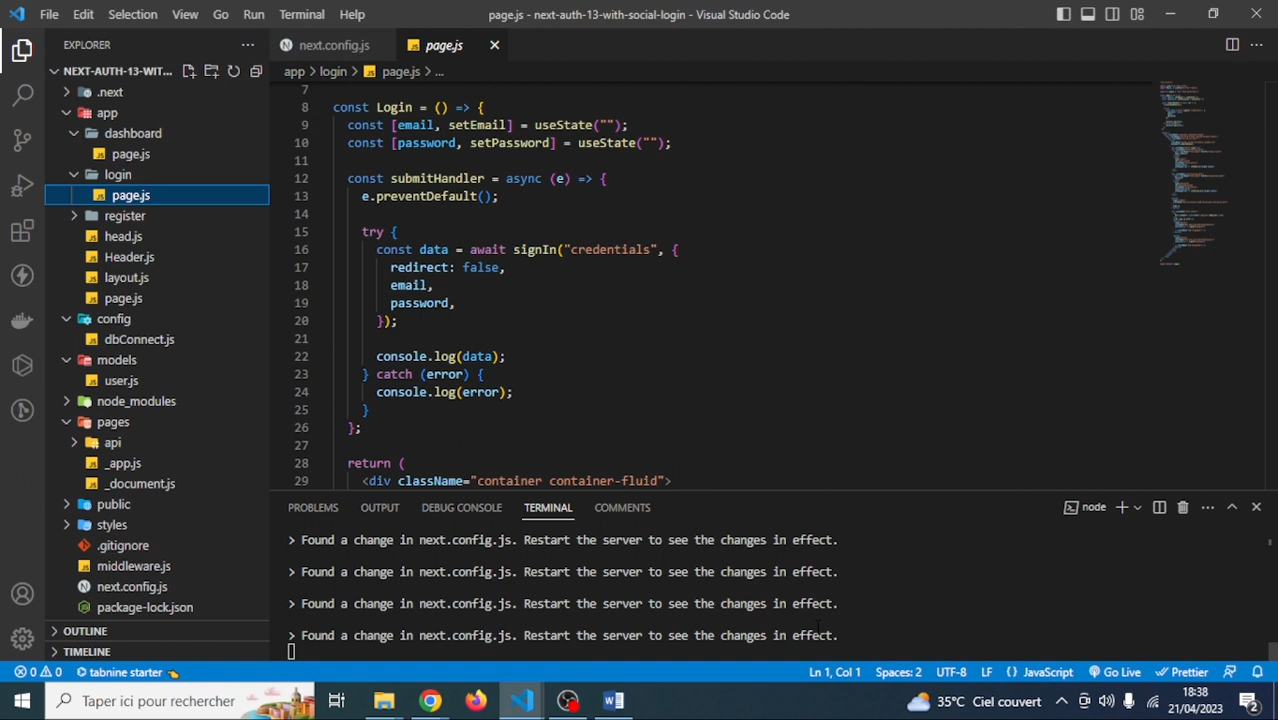 File Edit Selection View Go Run Terminal Help
page.js - next-auth-13-with-social-login - Visual Studio Code
EXPLORER
NEXT-AUTH-13-WIT...
.next
app
dashboard
page.js
login
page.js
register
head.js
Header.js
layout.js
page.js
config
dbConnect.js
models
user.js
node_modules
pages
api
_app.js
_document.js
public
styles
.gitignore
middleware.js
next.config.js
package-lock.json
OUTLINE
TIMELINE
next.config.js
page.js
app > login > page.js > ...
7
8 const Login = () => {
9 const [email, setEmail] = useState("");
10 const [password, setPassword] = useState("");
11
12 const submitHandler = async (e) => {
13 e.preventDefault();
14
15 try {
16 const data = await signIn("credentials", {
17 redirect: false,
18 email,
19 password,
20 });
21
22 console.log(data);
23 } catch (error) {
24 console.log(error);
25 }
26 };
27
28 return (
29 <div className="container container-fluid">
PROBLEMS OUTPUT DEBUG CONSOLE TERMINAL COMMENTS
node
> Found a change in next.config.js. Restart the server to see the changes in effect.
> Found a change in next.config.js. Restart the server to see the changes in effect.
> Found a change in next.config.js. Restart the server to see the changes in effect.
> Found a change in next.config.js. Restart the server to see the changes in effect.
0 0 tabnine starter
Ln 1, Col 1 Spaces: 2 UTF-8 LF {} JavaScript Go Live Prettier
Taper ici pour rechercher
35°C Ciel couvert
18:38
21/04/2023
2